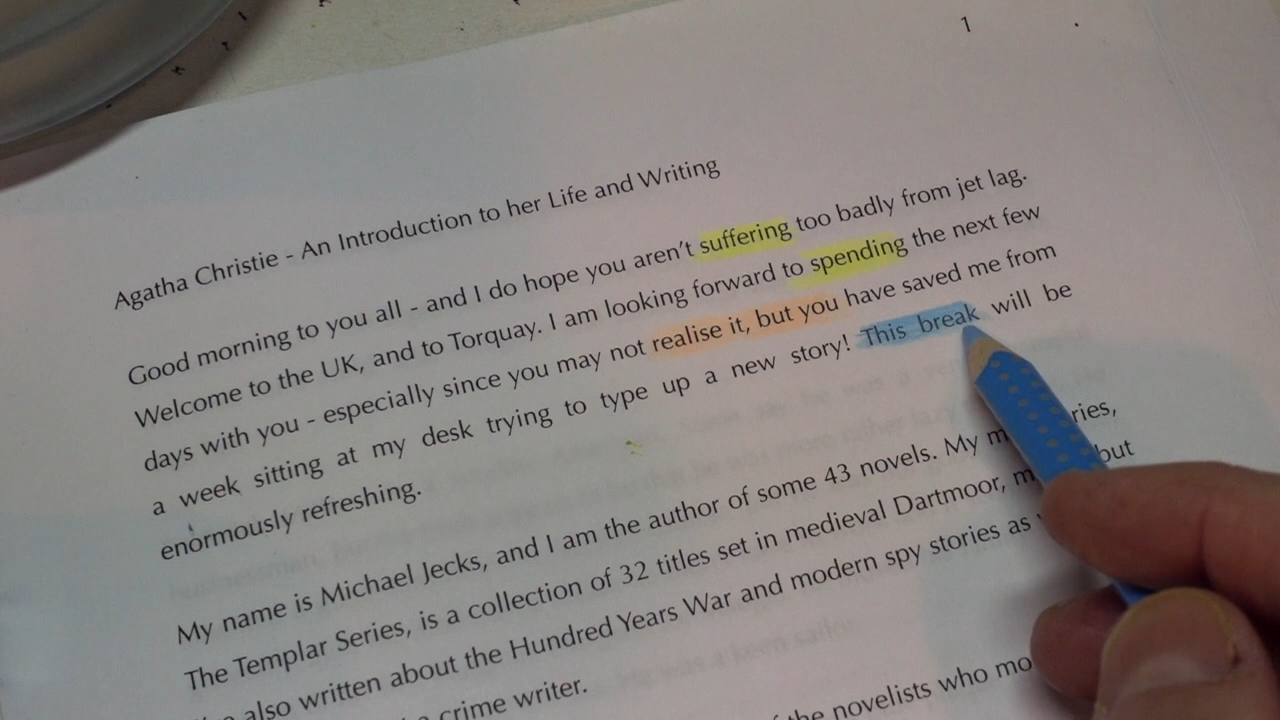 1
Agatha Christie - An Introduction to her Life and Writing
Good morning to you all - and I do hope you aren't suffering too badly from jet lag.
Welcome to the UK, and to Torquay. I am looking forward to spending the next few
days with you - especially since you may not realise it, but you have saved me from
a week sitting at my desk trying to type up a new story! This break will be
enormously refreshing.
My name is Michael Jecks, and I am the author of some 43 novels. My
The Templar Series, is a collection of 32 titles set in medieval Dartmoor, but
also written about the Hundred Years War and modern spy stories as
crime writer.
the novelists who